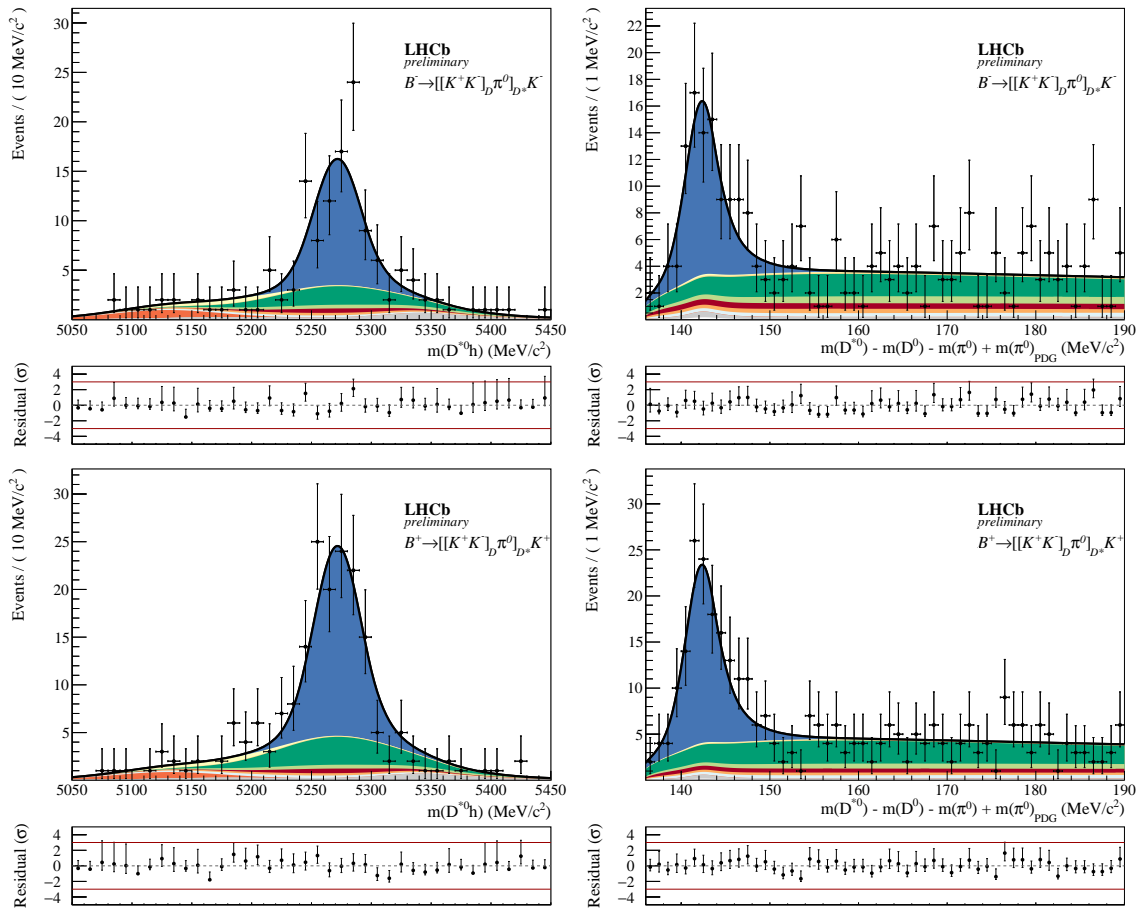 Events / ( 10 MeV/c²)
30
25
20
15
10
5
LHCb
preliminary
B⁻→[[K⁺K⁻]_D π⁰]_D* K⁻
5050 5100 5150 5200 5250 5300 5350 5400 5450
m(D*⁰h) (MeV/c²)
Residual (σ)
4
2
0
−2
−4
Events / ( 1 MeV/c²)
22
20
18
16
14
12
10
8
6
4
2
LHCb
preliminary
B⁻→[[K⁺K⁻]_D π⁰]_D* K⁻
140 150 160 170 180 190
m(D*⁰) - m(D⁰) - m(π⁰) + m(π⁰)_PDG (MeV/c²)
Residual (σ)
4
2
0
−2
−4
Events / ( 10 MeV/c²)
30
25
20
15
10
5
LHCb
preliminary
B⁺→[[K⁺K⁻]_D π⁰]_D* K⁺
5050 5100 5150 5200 5250 5300 5350 5400 5450
m(D*⁰h) (MeV/c²)
Residual (σ)
4
2
0
−2
−4
Events / ( 1 MeV/c²)
30
25
20
15
10
5
LHCb
preliminary
B⁺→[[K⁺K⁻]_D π⁰]_D* K⁺
140 150 160 170 180 190
m(D*⁰) - m(D⁰) - m(π⁰) + m(π⁰)_PDG (MeV/c²)
Residual (σ)
4
2
0
−2
−4